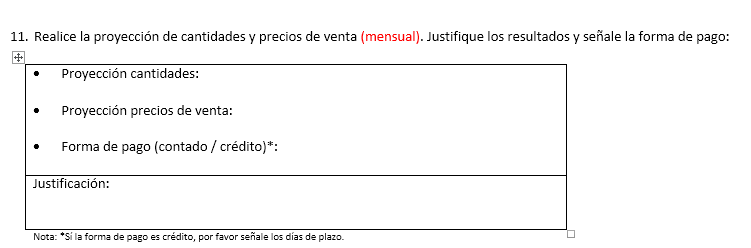 11. Realice la proyección de cantidades y precios de venta (mensual). Justifique los resultados y señale la forma de pago:
• Proyección cantidades:
• Proyección precios de venta:
• Forma de pago (contado / crédito)*:
Justificación:
Nota: *Sí la forma de pago es crédito, por favor señale los días de plazo.